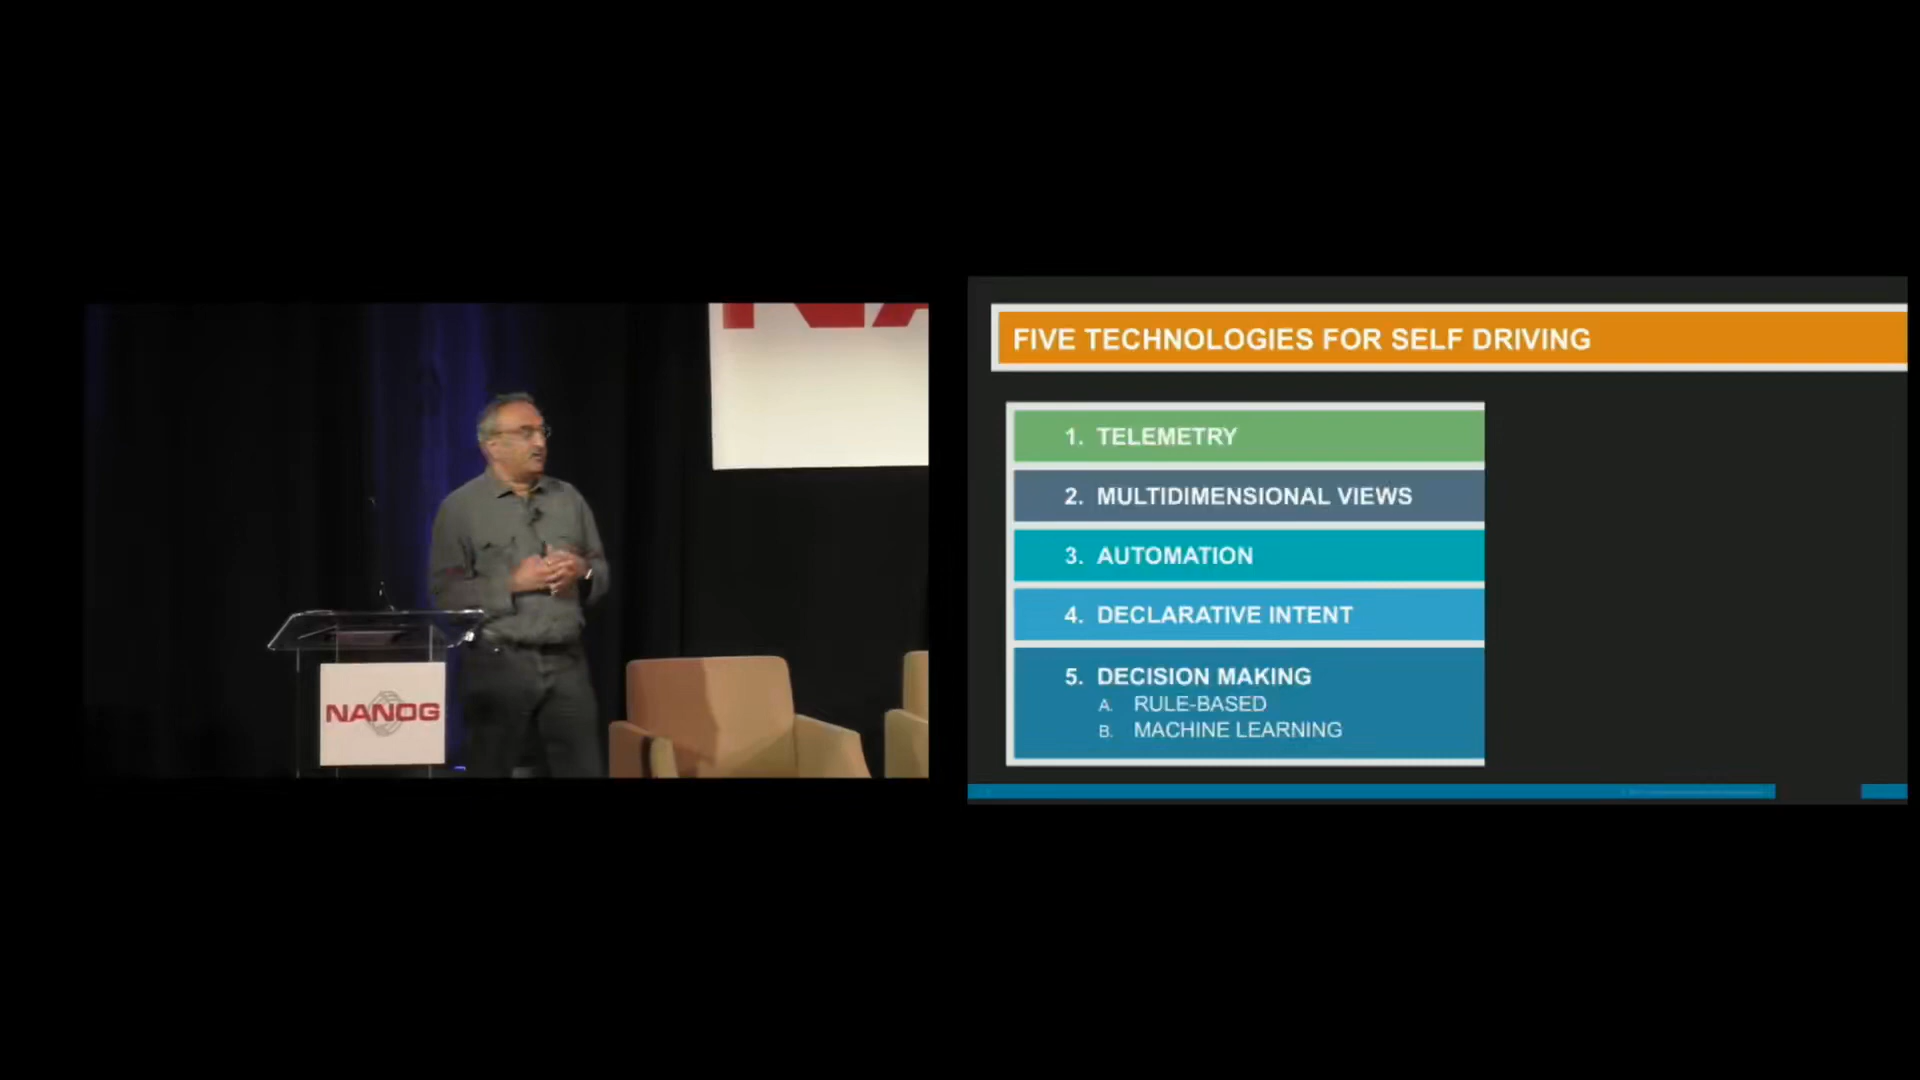 NANOG
FIVE TECHNOLOGIES FOR SELF DRIVING
1. TELEMETRY
2. MULTIDIMENSIONAL VIEWS
3. AUTOMATION
4. DECLARATIVE INTENT
5. DECISION MAKING
A. RULE-BASED
B. MACHINE LEARNING